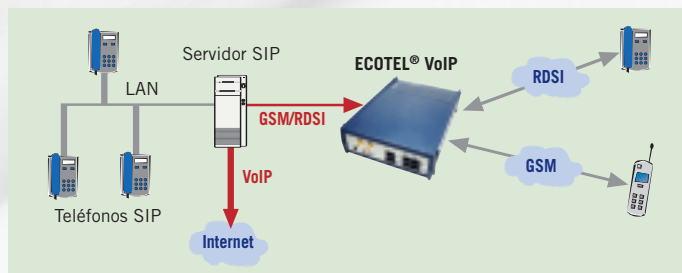 Servidor SIP
ECOTEL® VoIP
RDSI
LAN
GSM/RDSI
GSM
VoIP
Teléfonos SIP
Internet